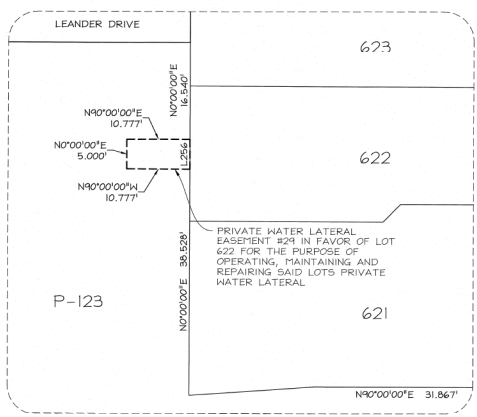 LEANDER DRIVE
623
N0°00'00"E
16.540'
N90°00'00"E
10.777'
N0°00'00"E
5.000'
L256
622
N90°00'00"W
10.777'
PRIVATE WATER LATERAL
EASEMENT #29 IN FAVOR OF LOT
622 FOR THE PURPOSE OF
OPERATING, MAINTAINING AND
REPAIRING SAID LOTS PRIVATE
WATER LATERAL
N0°00'00"E 38.528'
P-123
621
N90°00'00"E 31.867'